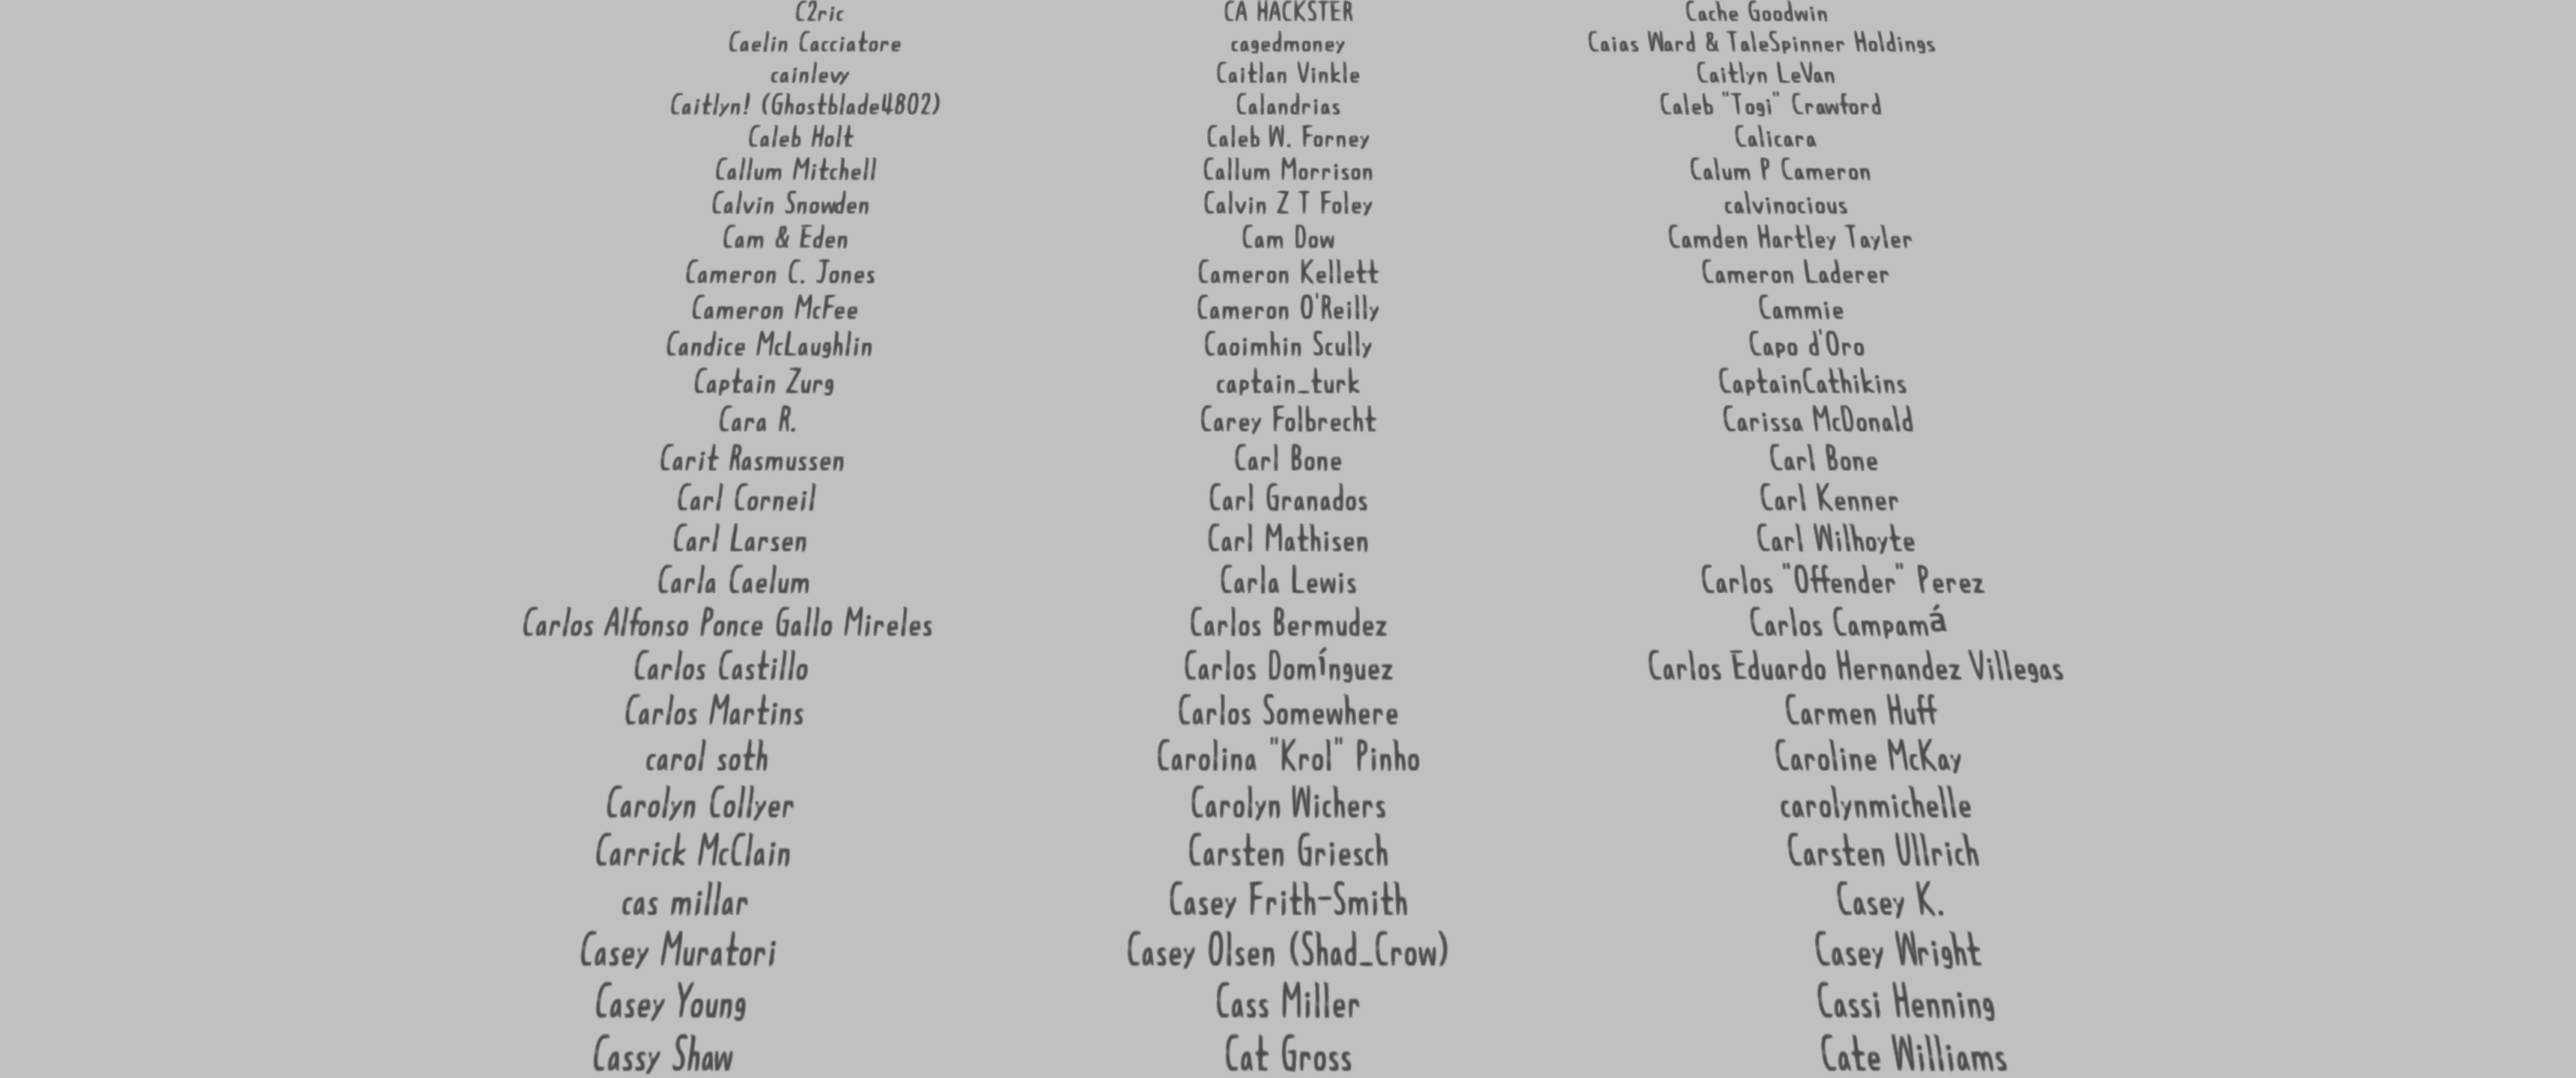 C2ric CA HACKSTER Cache Goodwin
Caelin Cacciatore cagedmoney Caias Ward & TaleSpinner Holdings
cainlevy Caitlan Vinkle Caitlyn LeVan
Caitlyn! (Ghostblade4802) Calandrias Caleb "Togi" Crawford
Caleb Holt Caleb W. Forney Calicara
Callum Mitchell Callum Morrison Calum P Cameron
Calvin Snowden Calvin Z T Foley calvinocious
Cam & Eden Cam Dow Camden Hartley Tayler
Cameron C. Jones Cameron Kellett Cameron Laderer
Cameron McFee Cameron O'Reilly Cammie
Candice McLaughlin Caoimhin Scully Capo d'Oro
Captain Zurg captain_turk CaptainCathikins
Cara R. Carey Folbrecht Carissa McDonald
Carit Rasmussen Carl Bone Carl Bone
Carl Corneil Carl Granados Carl Kenner
Carl Larsen Carl Mathisen Carl Wilhoyte
Carla Caelum Carla Lewis Carlos "Offender" Perez
Carlos Alfonso Ponce Gallo Mireles Carlos Bermudez Carlos Campamá
Carlos Castillo Carlos Domínguez Carlos Eduardo Hernandez Villegas
Carlos Martins Carlos Somewhere Carmen Huff
carol soth Carolina "Krol" Pinho Caroline McKay
Carolyn Collyer Carolyn Wichers carolynmichelle
Carrick McClain Carsten Griesch Carsten Ullrich
cas millar Casey Frith-Smith Casey K.
Casey Muratori Casey Olsen (Shad_Crow) Casey Wright
Casey Young Cass Miller Cassi Henning
Cassy Shaw Cat Gross Cate Williams